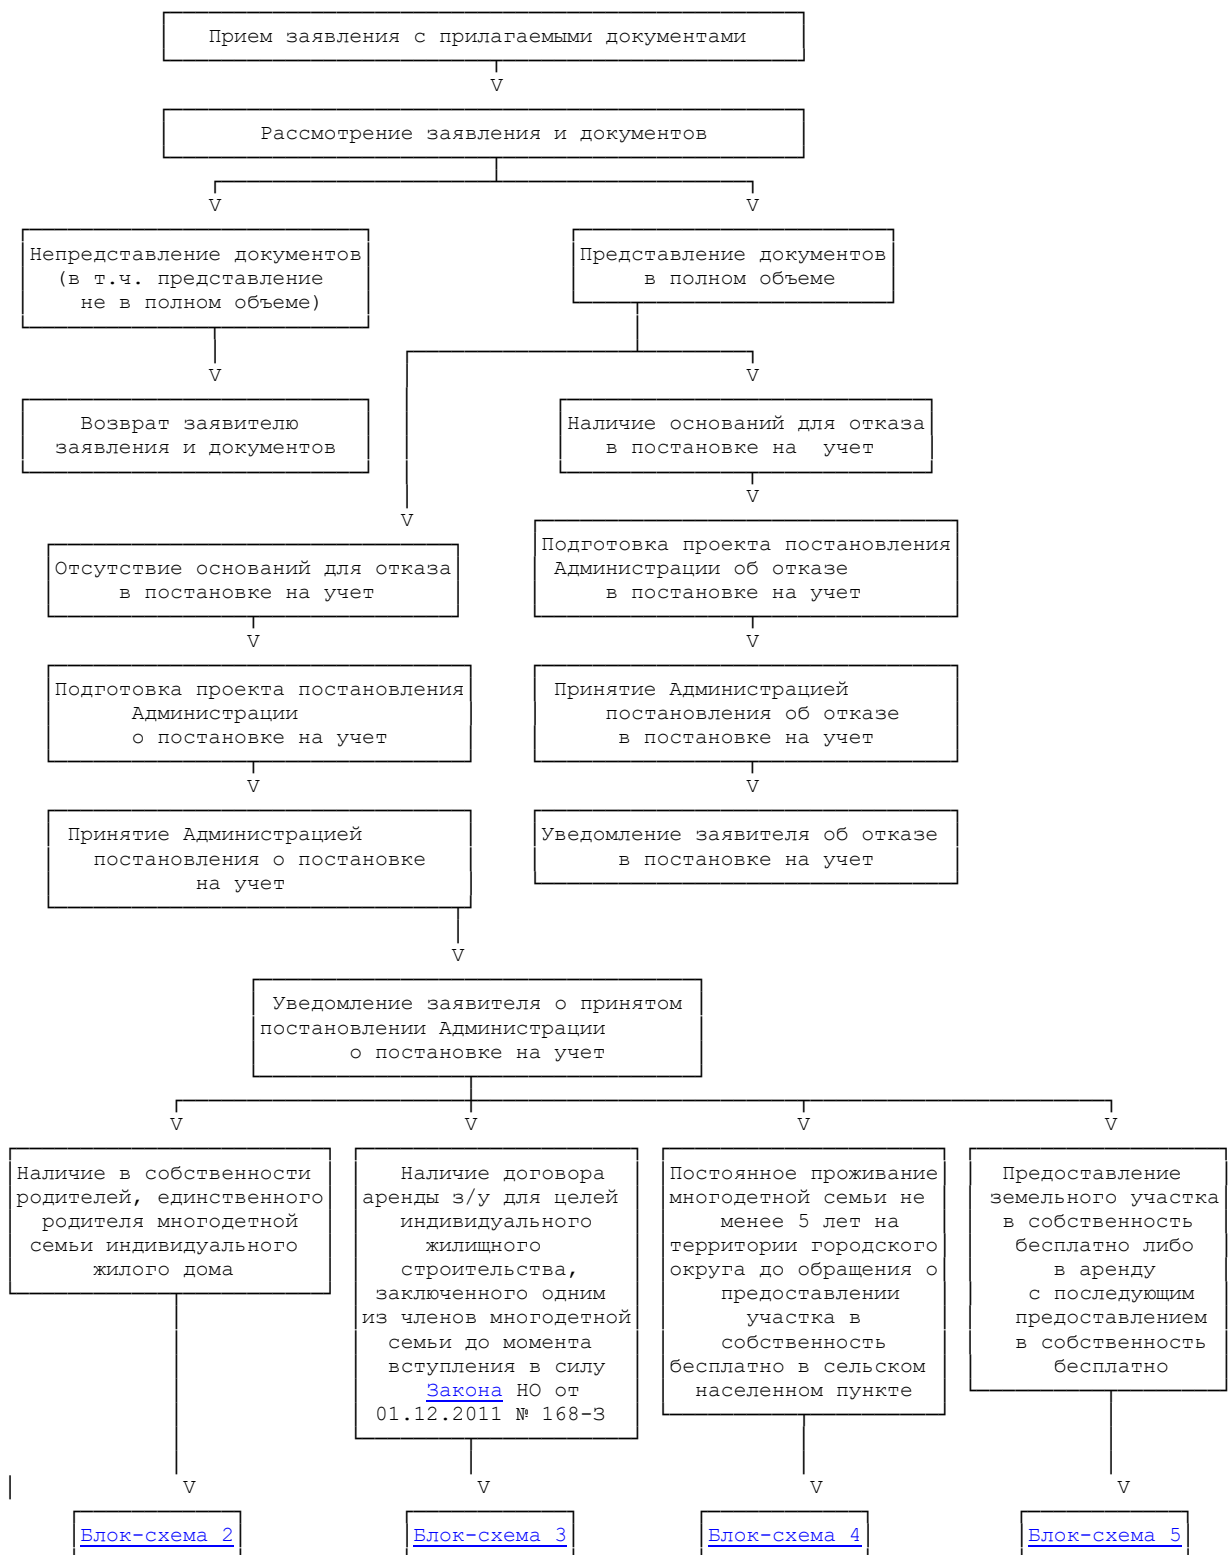 Прием заявления с прилагаемыми документами
V
Рассмотрение заявления и документов
V
V
Непредставление документов
(в т.ч. представление
не в полном объеме)
Представление документов
в полном объеме
V
V
Возврат заявителю
заявления и документов
Наличие оснований для отказа
в постановке на учет
V
V
Отсутствие оснований для отказа
в постановке на учет
Подготовка проекта постановления
Администрации об отказе
в постановке на учет
V
V
Подготовка проекта постановления
Администрации
о постановке на учет
Принятие Администрацией
постановления об отказе
в постановке на учет
V
V
Принятие Администрацией
постановления о постановке
на учет
Уведомление заявителя об отказе
в постановке на учет
V
Уведомление заявителя о принятом
постановлении Администрации
о постановке на учет
V
V
V
V
Наличие в собственности
родителей, единственного
родителя многодетной
семьи индивидуального
жилого дома
Наличие договора
аренды з/у для целей
индивидуального
жилищного
строительства,
заключенного одним
из членов многодетной
семьи до момента
вступления в силу
Закона НО от
01.12.2011 № 168-З
Постоянное проживание
многодетной семьи не
менее 5 лет на
территории городского
округа до обращения о
предоставлении
участка в
собственность
бесплатно в сельском
населенном пункте
Предоставление
земельного участка
в собственность
бесплатно либо
в аренду
с последующим
предоставлением
в собственность
бесплатно
V
V
V
V
Блок-схема 2
Блок-схема 3
Блок-схема 4
Блок-схема 5